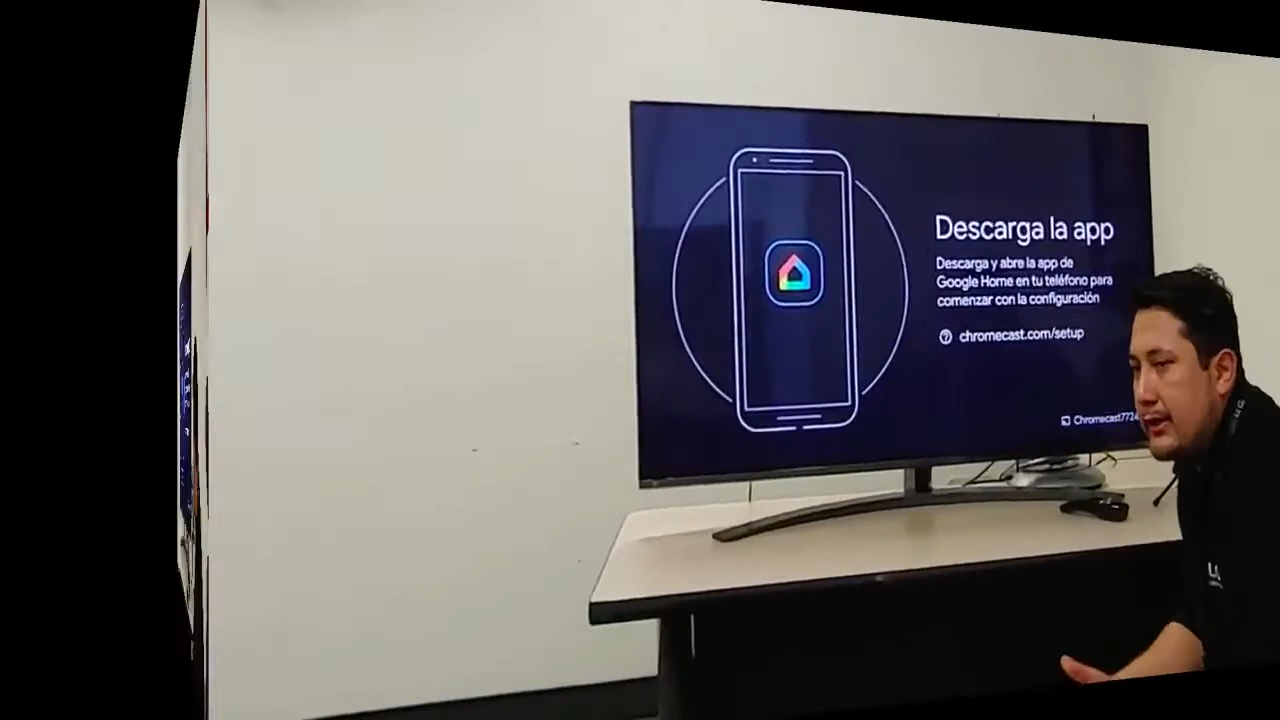 Descarga la app
Descarga y abre la app de
Google Home en tu teléfono para
comenzar con la configuración
chromecast.com/setup
Chromecast7724